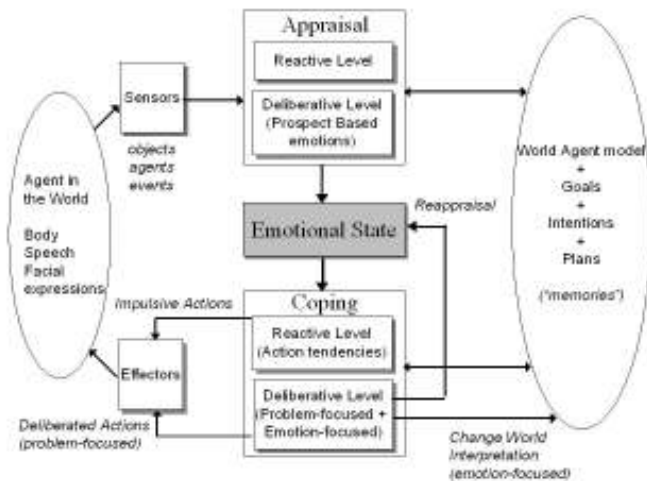 Appraisal
Reactive Level
Deliberative Level
(Prospect Based
emotions)
Sensors
objects
agents
events
Agent in
the World
Body
Speech
Facial
expressions
World Agent model
+
Goals
+
Intentions
+
Plans
("memories")
Reappraisal
Emotional State
Impulsive Actions
Coping
Reactive Level
(Action tendencies)
Effectors
Deliberative Level
(Problem-focused +
Emotion-focused)
Deliberated Actions
(problem-focused)
Change World
Interpretation
(emotion-focused)